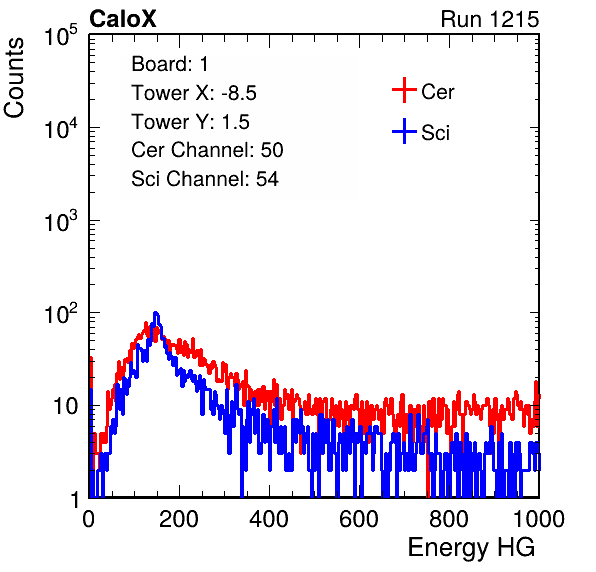 CaloX Run 1215
Counts
10^5
10^4
10^3
10^2
10
1
Board: 1
Tower X: -8.5
Tower Y: 1.5
Cer Channel: 50
Sci Channel: 54
Cer
Sci
0 200 400 600 800 1000
Energy HG